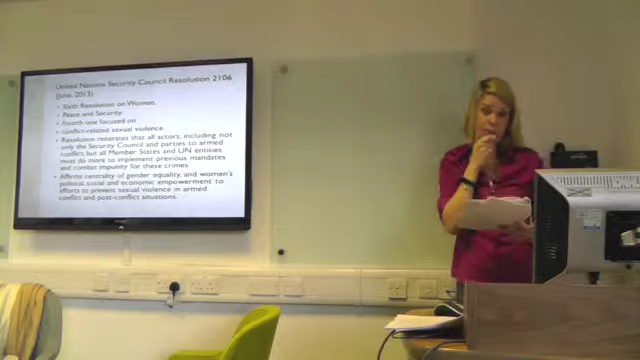 United Nations Security Council Resolution 2106
(June, 2013)
Sixth Resolution on Women,
Peace and Security
Fourth one focused on
conflict-related sexual violence.
Resolution reiterates that all actors, including not
only the Security Council and parties to armed
conflict, but all Member States and UN entities
must do more to implement previous mandates
and combat impunity for these crimes
Affirms centrality of gender equality, and women's
political, social and economic empowerment to
efforts to prevent sexual violence in armed
conflict and post-conflict situations.